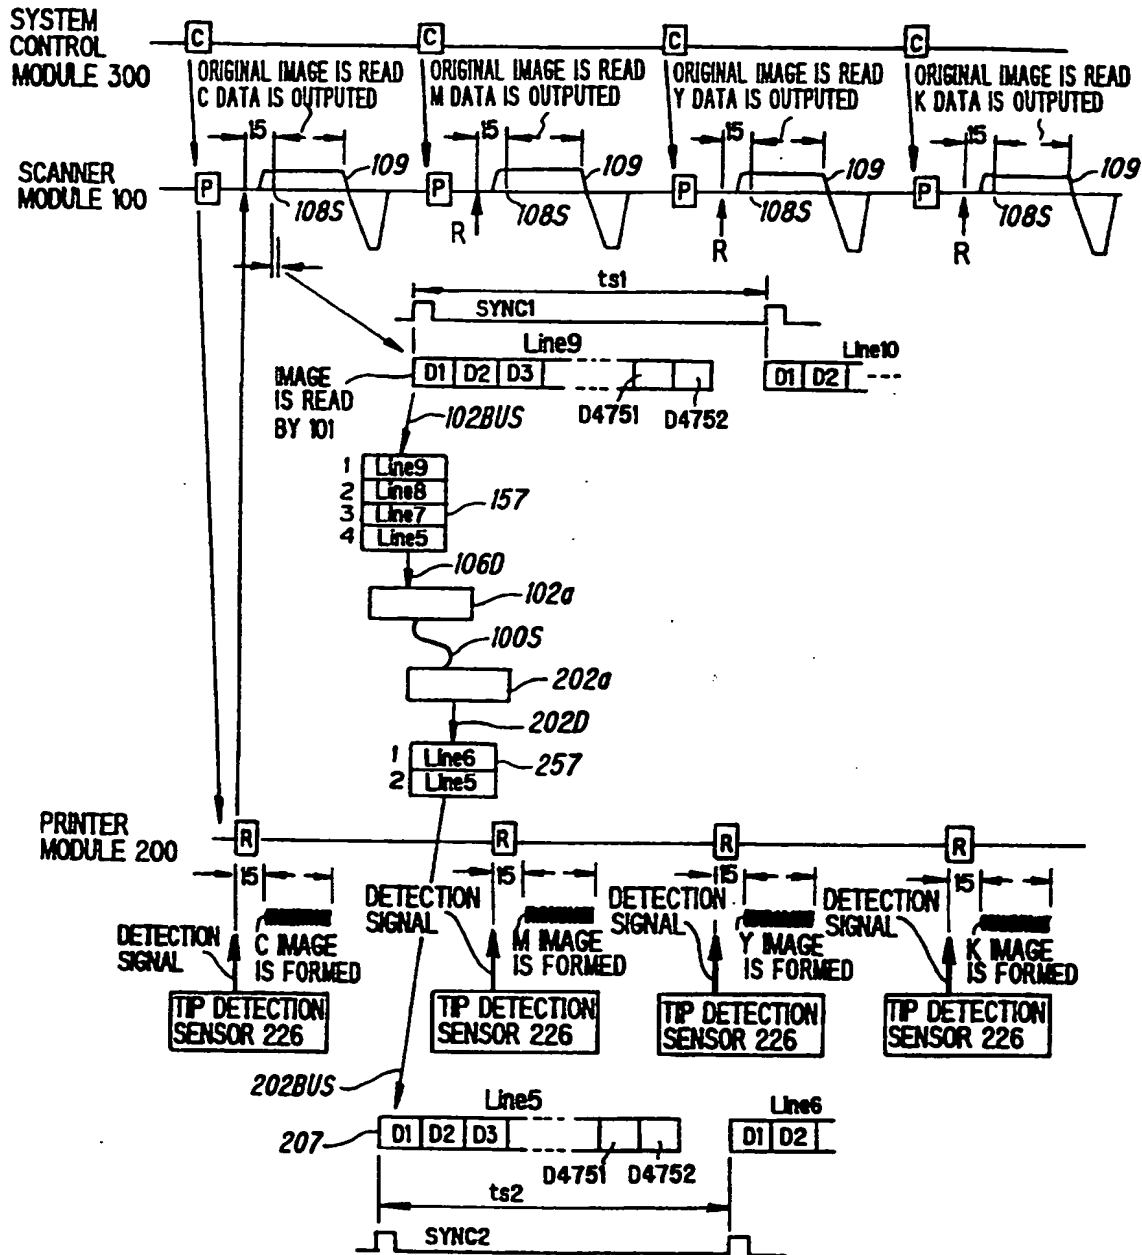 SYSTEM
CONTROL
MODULE 300
C
C
C
C
ORIGINAL IMAGE IS READ
C DATA IS OUTPUTED
ORIGINAL IMAGE IS READ
M DATA IS OUTPUTED
ORIGINAL IMAGE IS READ
Y DATA IS OUTPUTED
ORIGINAL IMAGE IS READ
K DATA IS OUTPUTED
15
15
15
15
109
109
109
109
SCANNER
MODULE 100
P
P
P
P
108S
108S
108S
108S
R
R
R
ts1
SYNC1
Line9
Line10
IMAGE
IS READ
BY 101
D1 D2 D3
D1 D2
D4751
D4752
102BUS
1 Line9
2 Line8
3 Line7
4 Line5
157
106D
102a
100S
202a
202D
1 Line6
2 Line5
257
PRINTER
MODULE 200
R
R
R
R
15
15
15
15
DETECTION
SIGNAL
C IMAGE
IS FORMED
DETECTION
SIGNAL
M IMAGE
IS FORMED
DETECTION
SIGNAL
Y IMAGE
IS FORMED
DETECTION
SIGNAL
K IMAGE
IS FORMED
TIP DETECTION
SENSOR 226
TIP DETECTION
SENSOR 226
TIP DETECTION
SENSOR 226
TIP DETECTION
SENSOR 226
202BUS
Line5
Line6
207
D1 D2 D3
D1 D2
D4751
D4752
ts2
SYNC2